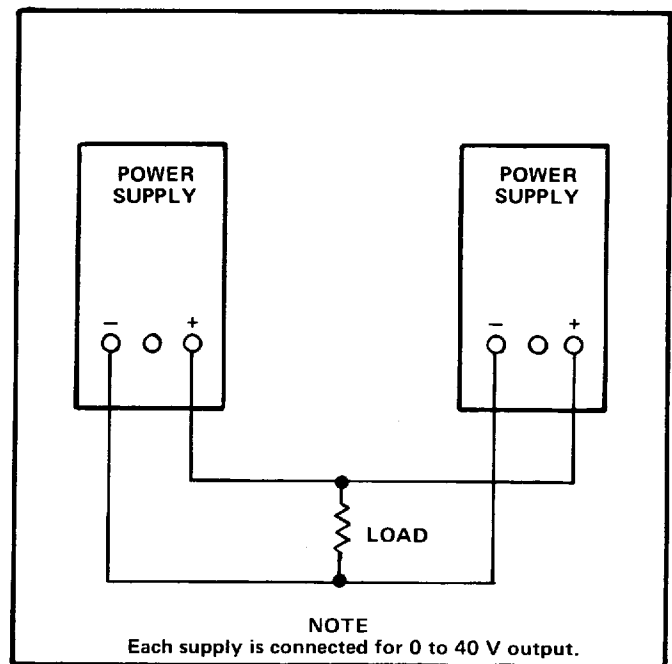 POWER
SUPPLY
POWER
SUPPLY
− +
− +
LOAD
NOTE
Each supply is connected for 0 to 40 V output.